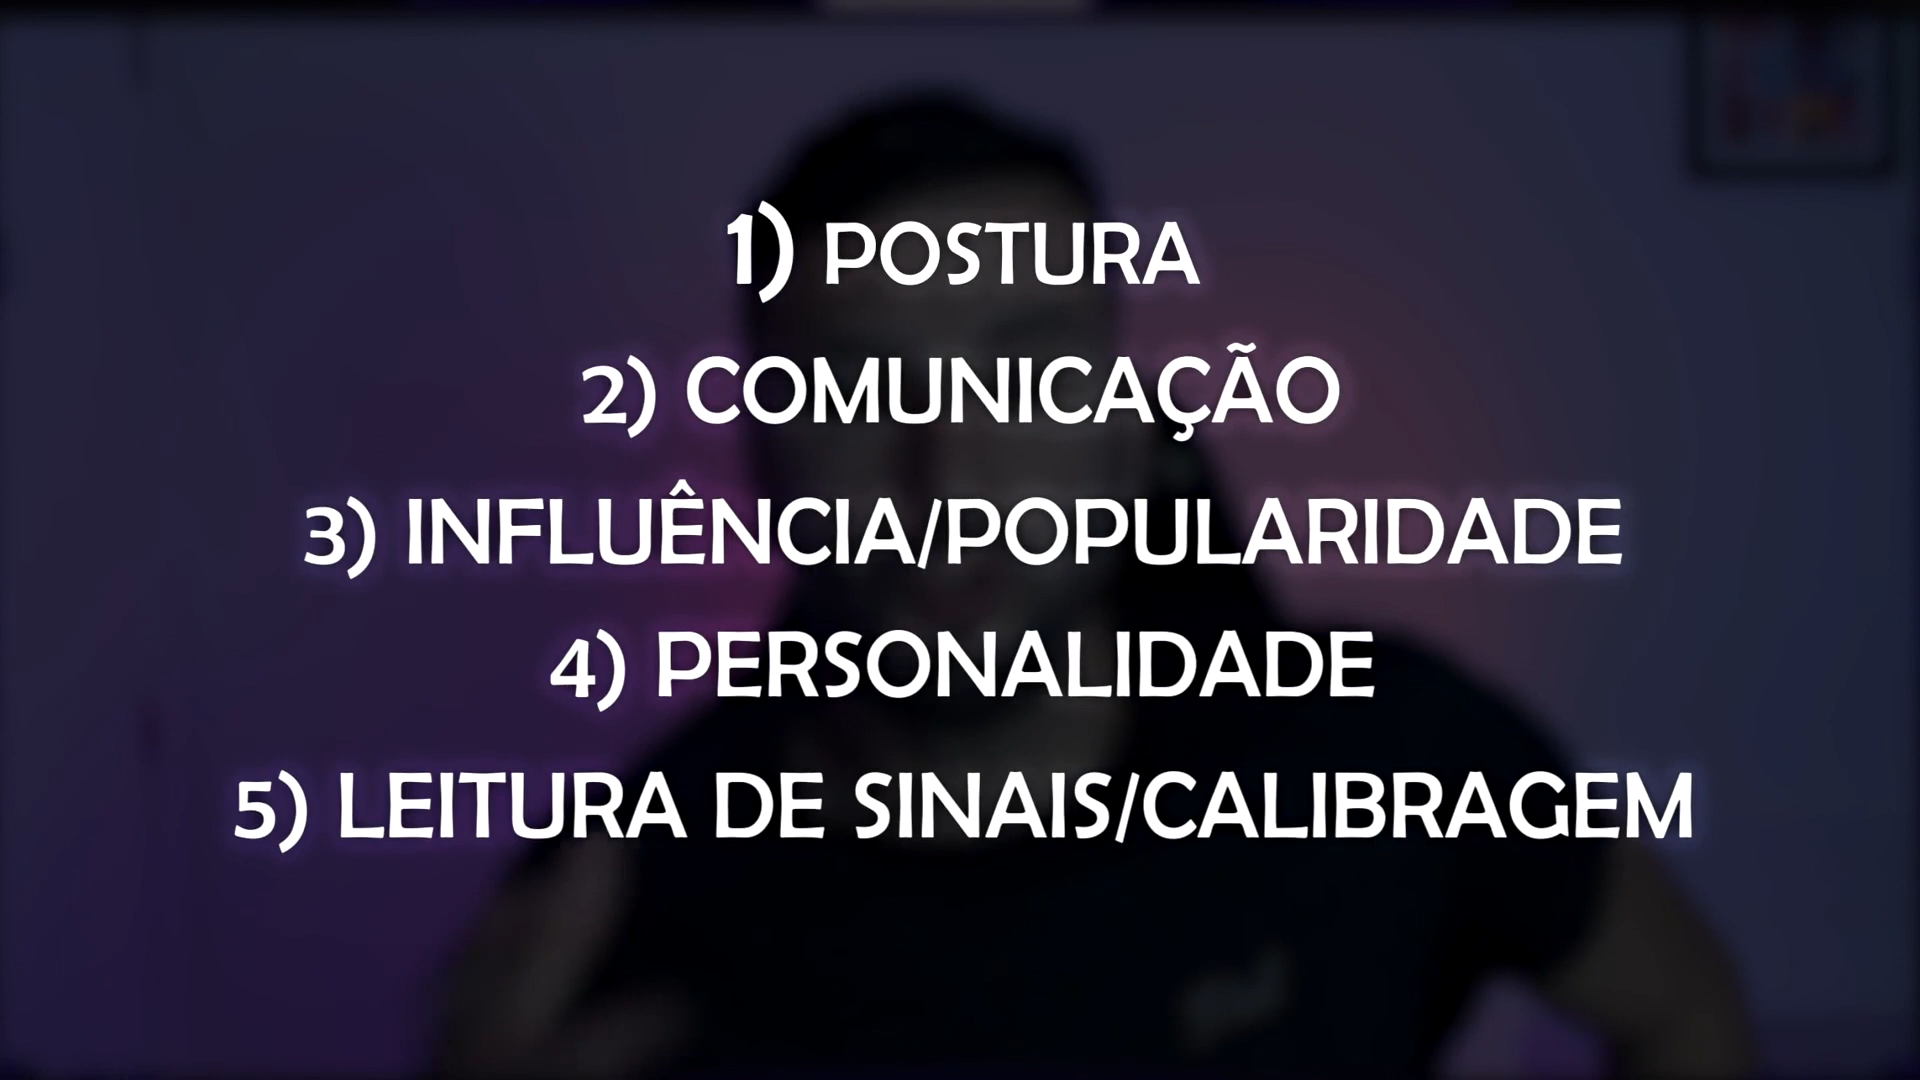 1) POSTURA
2) COMUNICAÇÃO
3) INFLUÊNCIA/POPULARIDADE
4) PERSONALIDADE
5) LEITURA DE SINAIS/CALIBRAGEM